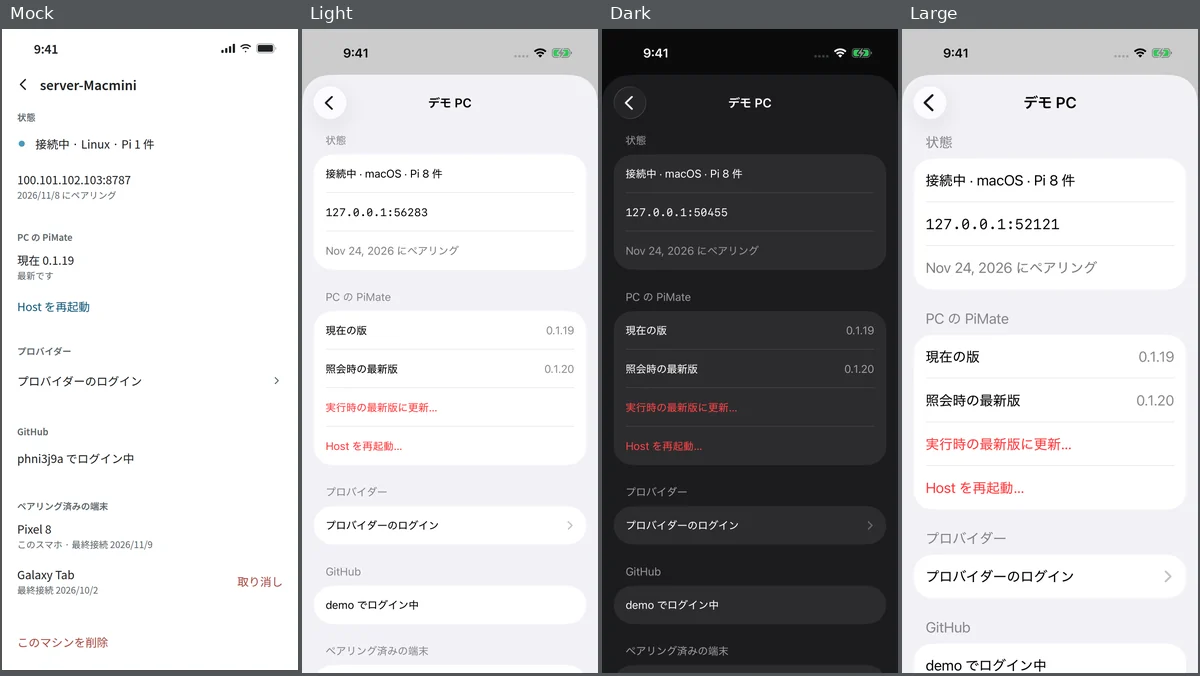 Mock
9:41
server-Macmini
状態
接続中 · Linux · Pi 1 件
100.101.102.103:8787
2026/11/8 にペアリング
PC の PiMate
現在 0.1.19
最新です
Host を再起動
プロバイダー
プロバイダーのログイン
GitHub
phni3j9a でログイン中
ペアリング済みの端末
Pixel 8
このスマホ · 最終接続 2026/11/9
Galaxy Tab
最終接続 2026/10/2
取り消し
このマシンを削除
Light
9:41
デモ PC
状態
接続中 · macOS · Pi 8 件
127.0.0.1:56283
Nov 24, 2026 にペアリング
PC の PiMate
現在の版
0.1.19
照会時の最新版
0.1.20
実行時の最新版に更新...
Host を再起動...
プロバイダー
プロバイダーのログイン
GitHub
demo でログイン中
ペアリング済みの端末
Dark
9:41
デモ PC
状態
接続中 · macOS · Pi 8 件
127.0.0.1:50455
Nov 24, 2026 にペアリング
PC の PiMate
現在の版
0.1.19
照会時の最新版
0.1.20
実行時の最新版に更新...
Host を再起動...
プロバイダー
プロバイダーのログイン
GitHub
demo でログイン中
ペアリング済みの端末
Large
9:41
デモ PC
状態
接続中 · macOS · Pi 8 件
127.0.0.1:52121
Nov 24, 2026 にペアリング
PC の PiMate
現在の版
0.1.19
照会時の最新版
0.1.20
実行時の最新版に更新...
Host を再起動...
プロバイダー
プロバイダーのログイン
GitHub
demo でログイン中